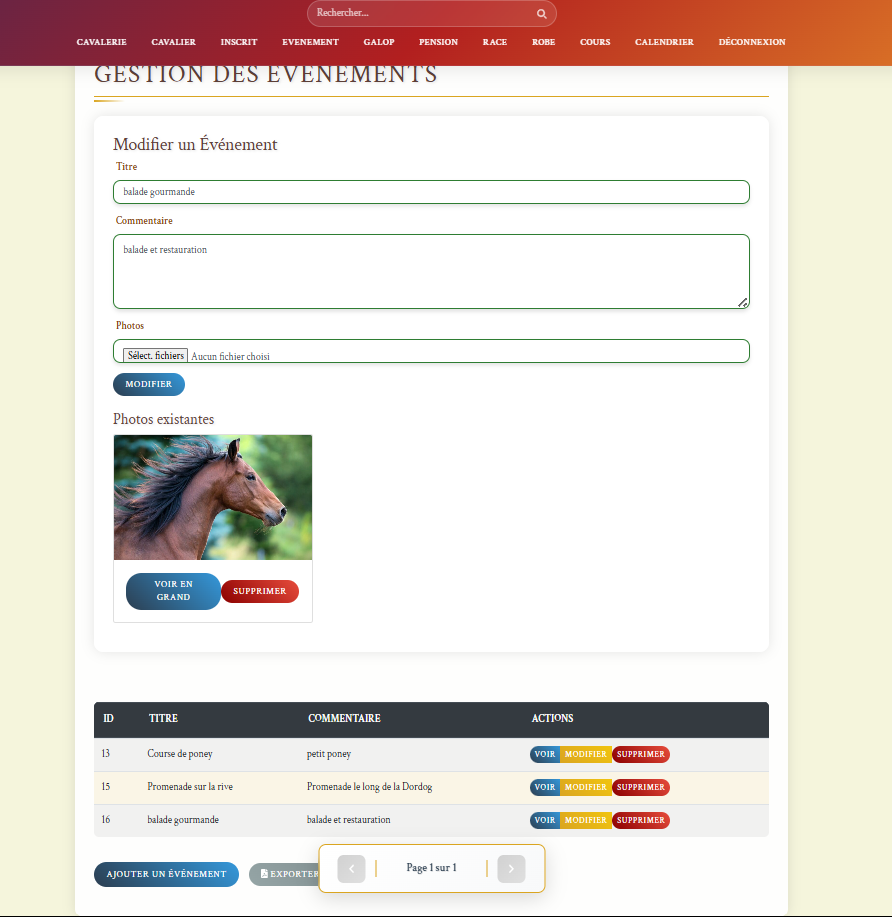 Rechercher...
CAVALERIE CAVALIER INSCRIT EVENEMENT GALOP PENSION RACE ROBE COURS CALENDRIER DÉCONNEXION
GESTION DES ÉVÉNEMENTS
Modifier un Événement
Titre
balade gourmande
Commentaire
balade et restauration
Photos
Sélect. fichiers Aucun fichier choisi
MODIFIER
Photos existantes
VOIR EN
GRAND
SUPPRIMER
ID TITRE COMMENTAIRE ACTIONS
13 Course de poney petit poney VOIR MODIFIER SUPPRIMER
15 Promenade sur la rive Promenade le long de la Dordog VOIR MODIFIER SUPPRIMER
16 balade gourmande balade et restauration VOIR MODIFIER SUPPRIMER
AJOUTER UN ÉVÉNEMENT EXPORTER Page 1 sur 1